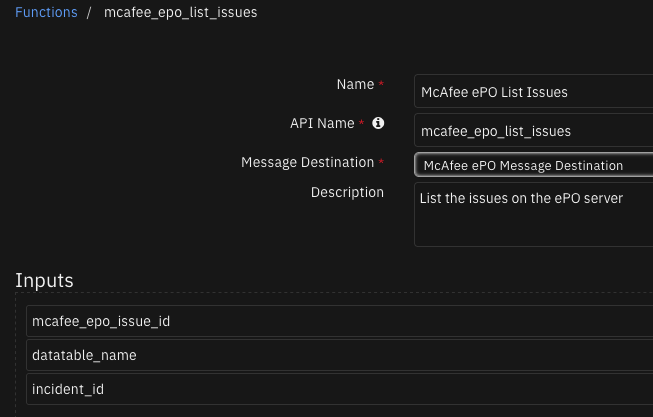 Functions / mcafee_epo_list_issues
Name * McAfee ePO List Issues
API Name * mcafee_epo_list_issues
Message Destination * McAfee ePO Message Destination
Description List the issues on the ePO server
Inputs
mcafee_epo_issue_id
datatable_name
incident_id